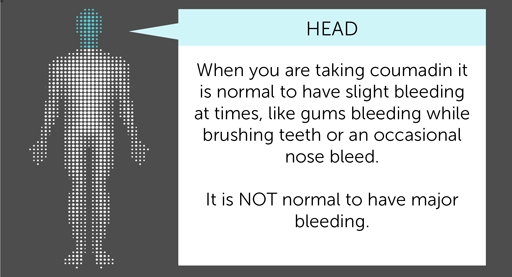 HEAD
When you are taking coumadin it
is normal to have slight bleeding
at times, like gums bleeding while
brushing teeth or an occasional
nose bleed.
It is NOT normal to have major
bleeding.